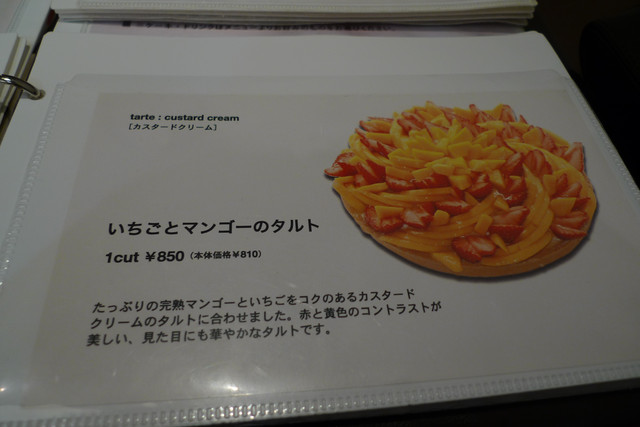 tarte : custard cream
［カスタードクリーム］
いちごとマンゴーのタルト
1cut ¥850（本体価格¥810）
たっぷりの完熟マンゴーといちごをコクのあるカスタード
クリームのタルトに合わせました。赤と黄色のコントラストが
美しい、見た目にも華やかなタルトです。